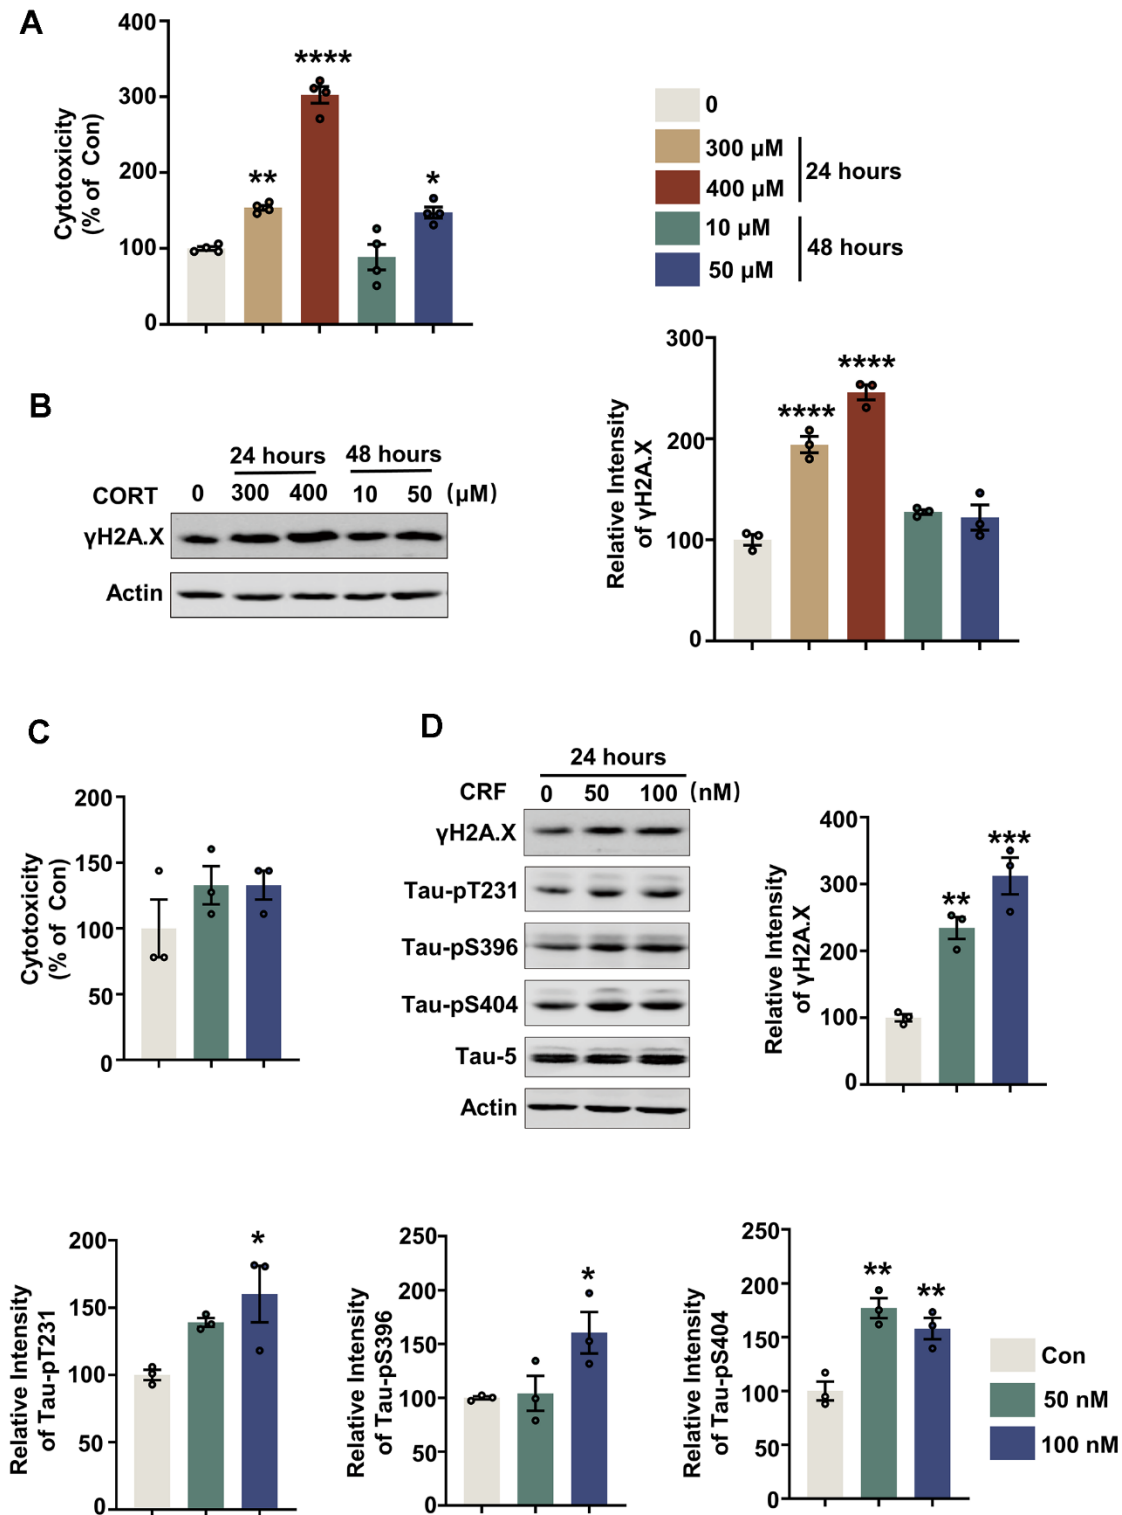 A
400
300
200
100
0
Cytotoxicity
(% of Con)
****
**
*
0
300 µM
400 µM
24 hours
10 µM
50 µM
48 hours
B
24 hours
48 hours
CORT
0
300
400
10
50
(µM)
γH2A.X
Actin
300
200
100
0
Relative Intensity
of γH2A.X
****
****
C
200
150
100
50
0
Cytotoxicity
(% of Con)
D
24 hours
CRF
0
50
100
(nM)
γH2A.X
Tau-pT231
Tau-pS396
Tau-pS404
Tau-5
Actin
400
300
200
100
0
Relative Intensity
of γH2A.X
**
***
200
150
100
50
0
Relative Intensity
of Tau-pT231
*
250
200
150
100
50
0
Relative Intensity
of Tau-pS396
*
250
200
150
100
50
0
Relative Intensity
of Tau-pS404
**
**
Con
50 nM
100 nM